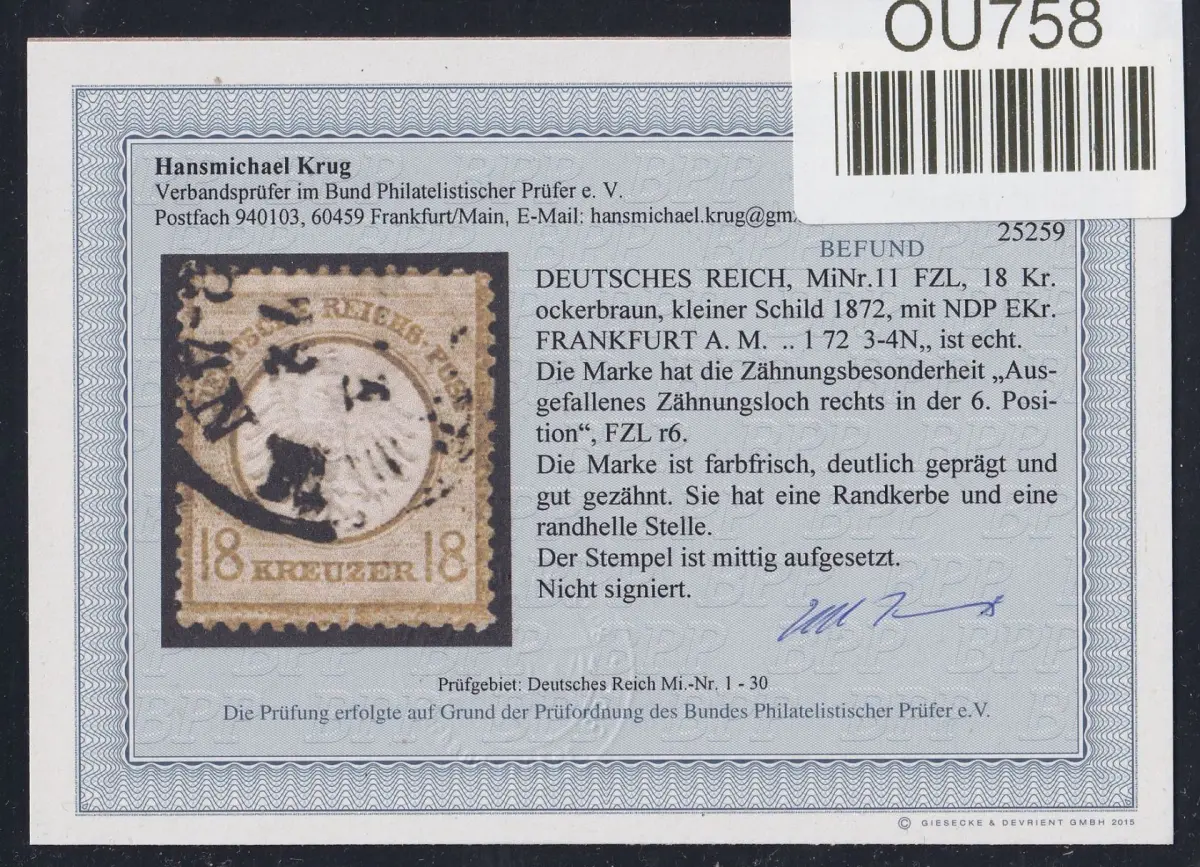 OU758
Hansmichael Krug
Verbandsprüfer im Bund Philatelistischer Prüfer e. V.
Postfach 940103, 60459 Frankfurt/Main, E-Mail: hansmichael.krug@gm
25259
BEFUND
DEUTSCHES REICH, MiNr.11 FZL, 18 Kr.
ockerbraun, kleiner Schild 1872, mit NDP EKr.
FRANKFURT A. M. .. 1 72 3-4N,, ist echt.
Die Marke hat die Zähnungsbesonderheit „Aus-
gefallenes Zähnungsloch rechts in der 6. Posi-
tion“, FZL r6.
Die Marke ist farbfrisch, deutlich geprägt und
gut gezähnt. Sie hat eine Randkerbe und eine
randhelle Stelle.
Der Stempel ist mittig aufgesetzt.
Nicht signiert.
REICHS-POST
18 KREUZER 18
Prüfgebiet: Deutsches Reich Mi.-Nr. 1 - 30
Die Prüfung erfolgte auf Grund der Prüfordnung des Bundes Philatelistischer Prüfer e.V.
© GIESECKE & DEVRIENT GMBH 2015